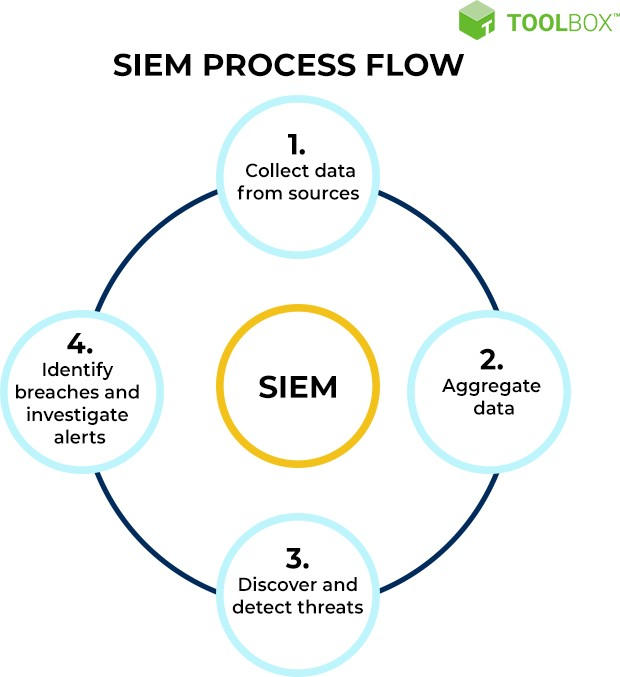 TOOLBOX™
SIEM PROCESS FLOW
1.
Collect data
from sources
2.
Aggregate
data
3.
Discover and
detect threats
4.
Identify
breaches and
investigate
alerts
SIEM